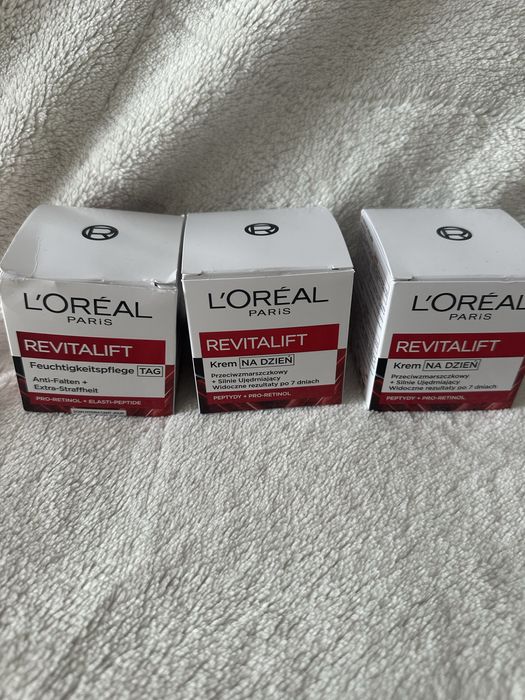 L'ORÉAL
PARIS
REVITALIFT
Feuchtigkeitspflege TAG
Anti-Falten +
Extra-Straffheit
PRO-RETINOL + ELASTI-PEPTIDE
L'ORÉAL
PARIS
REVITALIFT
Krem NA DZIEŃ
Przeciwzmarszczkowy
+ Silnie Ujędrniający
Widoczne rezultaty po 7 dniach
PEPTYDY + PRO-RETINOL
L'ORÉAL
PARIS
REVITALIFT
Krem NA DZIEŃ
Przeciwzmarszczkowy
+ Silnie Ujędrniający
Widoczne rezultaty po 7 dniach
PEPTYDY + PRO-RETINOL